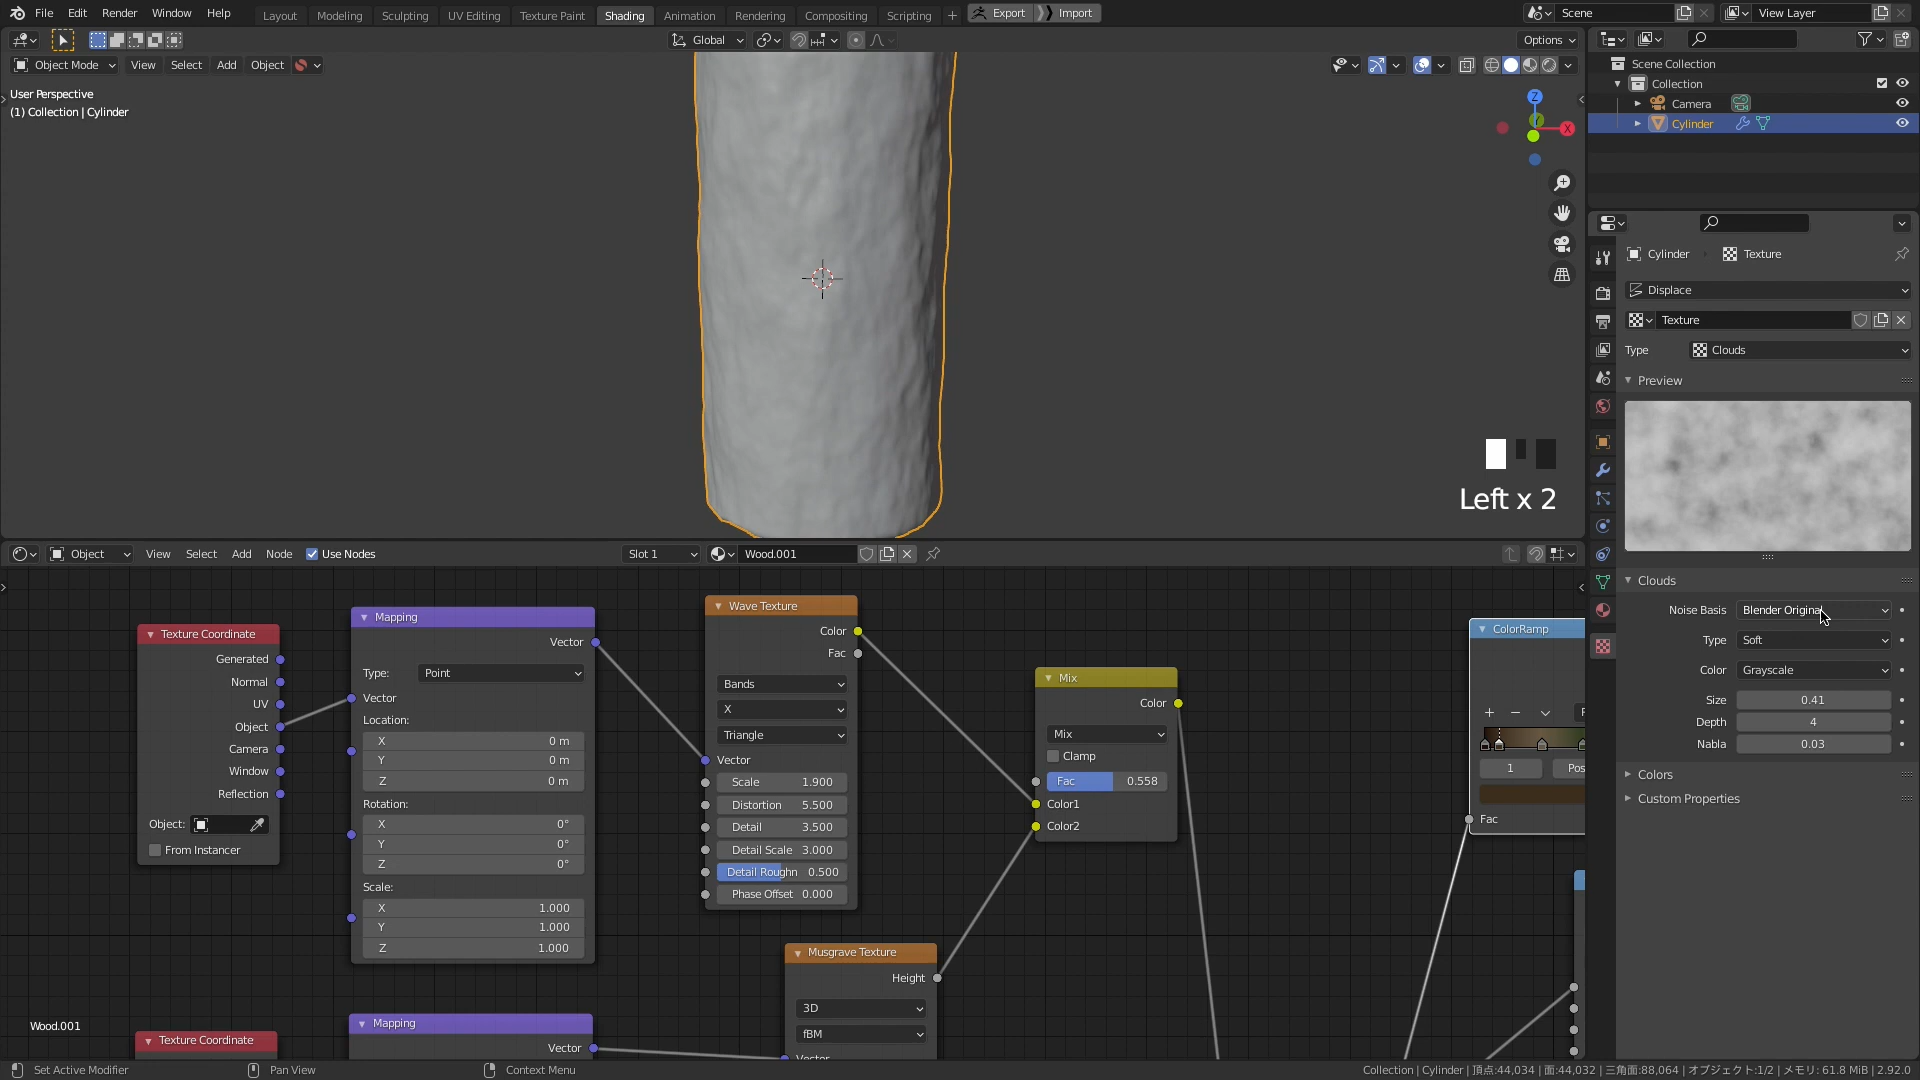 File Edit Render Window Help Layout Modeling Sculpting UV Editing Texture Paint Shading Animation Rendering Compositing Scripting + Export Import Scene View Layer
Global Options
Object Mode View Select Add Object
User Perspective
(1) Collection | Cylinder
Z
Y
X
Left x 2
Scene Collection
Collection
Camera
Cylinder
Cylinder Texture
Displace
Texture
Type Clouds
Preview
Clouds
Noise Basis Blender Original
Type Soft
Color Grayscale
Size 0.41
Depth 4
Nabla 0.03
Colors
Custom Properties
Object View Select Add Node Use Nodes Slot 1 Wood.001
Texture Coordinate
Generated
Normal
UV
Object
Camera
Window
Reflection
Object:
From Instancer
Mapping
Vector
Type: Point
Vector
Location:
X 0 m
Y 0 m
Z 0 m
Rotation:
X 0°
Y 0°
Z 0°
Scale:
X 1.000
Y 1.000
Z 1.000
Wave Texture
Color
Fac
Bands
X
Triangle
Vector
Scale 1.900
Distortion 5.500
Detail 3.500
Detail Scale 3.000
Detail Roughn 0.500
Phase Offset 0.000
Mix
Color
Mix
Clamp
Fac 0.558
Color1
Color2
ColorRamp
+ −
1 Pos
Fac
Musgrave Texture
Height
3D
fBM
Vector
Texture Coordinate
Mapping
Vector
Wood.001
Set Active Modifier Pan View Context Menu Collection | Cylinder | 頂点:44,034 | 面:44,032 | 三角面:88,064 | オブジェクト:1/2 | メモリ: 61.8 MiB | 2.92.0